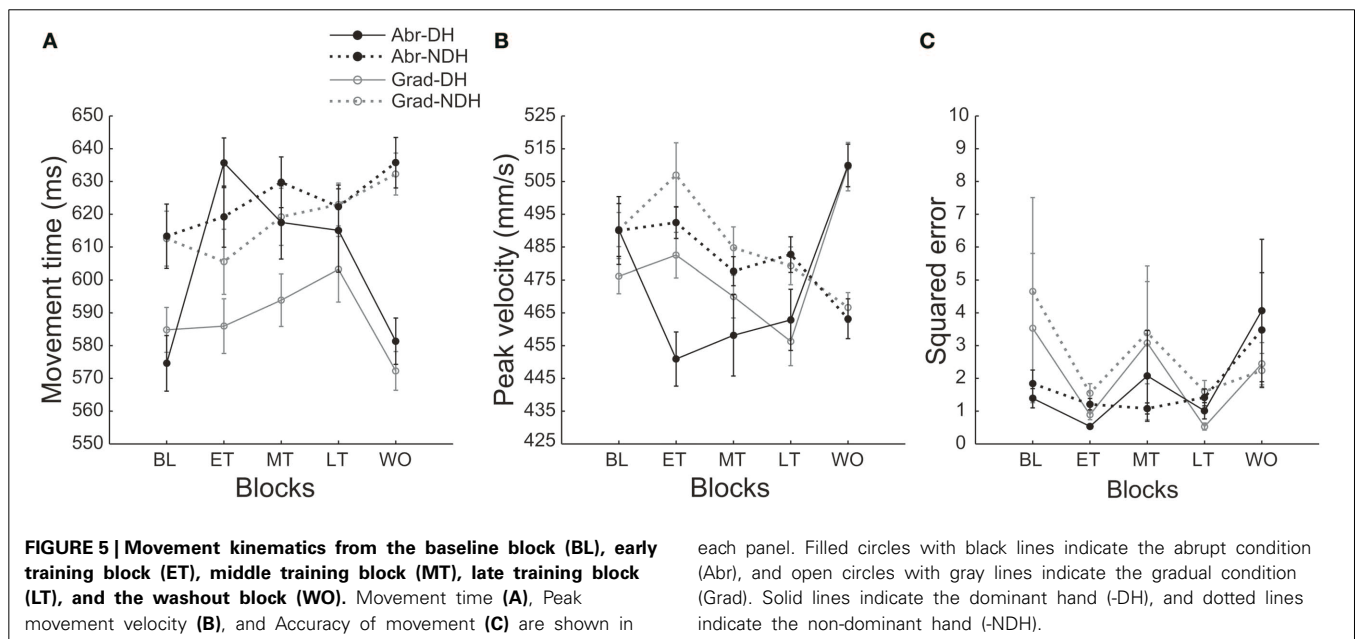 A
Abr-DH
Abr-NDH
Grad-DH
Grad-NDH
B
C
Movement time (ms)
650
640
630
620
610
600
590
580
570
560
550
BL ET MT LT WO
Blocks
Peak velocity (mm/s)
525
515
505
495
485
475
465
455
445
435
425
BL ET MT LT WO
Blocks
Squared error
10
9
8
7
6
5
4
3
2
1
0
BL ET MT LT WO
Blocks
FIGURE 5 | Movement kinematics from the baseline block (BL), early
training block (ET), middle training block (MT), late training block
(LT), and the washout block (WO). Movement time (A), Peak
movement velocity (B), and Accuracy of movement (C) are shown in
each panel. Filled circles with black lines indicate the abrupt condition
(Abr), and open circles with gray lines indicate the gradual condition
(Grad). Solid lines indicate the dominant hand (-DH), and dotted lines
indicate the non-dominant hand (-NDH).